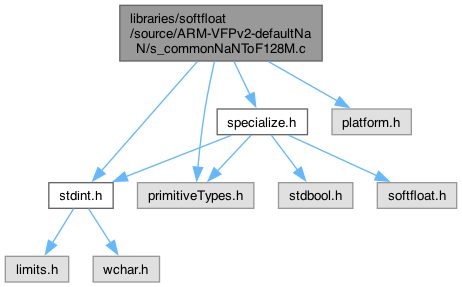 libraries/softfloat
/source/ARM-VFPv2-defaultNa
N/s_commonNaNToF128M.c
specialize.h
platform.h
stdint.h
primitiveTypes.h
stdbool.h
softfloat.h
limits.h
wchar.h